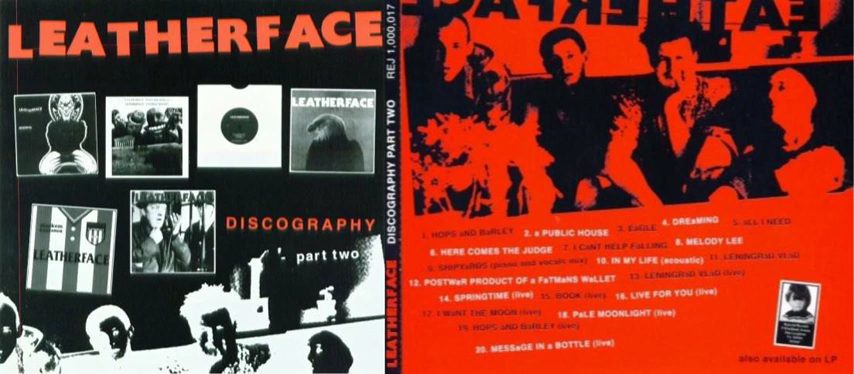 LEATHERFACE
LEATHERFACE
LEATHERFACE
LEATHERFACE
DISCOGRAPHY
part two
LEATHERFACE DISCOGRAPHY PART TWO REJ 1,000,017
LEATHERFACE
1. HOPS aND BaRLEY 2. a PUBLIC HOUSE 3. EaGLE 4. DREaMING 5. aLL I NEED
6. HERE COMES THE JUDGE 7. I CaNT HELP FaLLING 8. MELODY LEE
9. SHIPYaRDS (piano and vocals mix) 10. IN MY LIFE (acoustic) 11. LENINGRaD VLaD
12. POSTWaR PRODUCT OF a FaTMaNS WaLLET 13. LENINGRaD VLaD (live)
14. SPRINGTIME (live) 15. BOOK (live) 16. LIVE FOR YOU (live)
17. I WaNT THE MOON (live) 18. PaLE MOONLIGHT (live)
19. HOPS aND BaRLEY (live)
20. MESSaGE IN a BOTTLE (live)
also available on LP